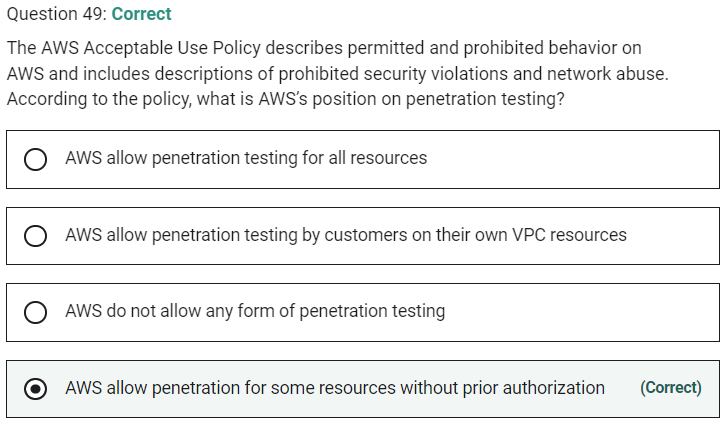 Question 49: Correct
The AWS Acceptable Use Policy describes permitted and prohibited behavior on
AWS and includes descriptions of prohibited security violations and network abuse.
According to the policy, what is AWS's position on penetration testing?
AWS allow penetration testing for all resources
AWS allow penetration testing by customers on their own VPC resources
AWS do not allow any form of penetration testing
AWS allow penetration for some resources without prior authorization (Correct)